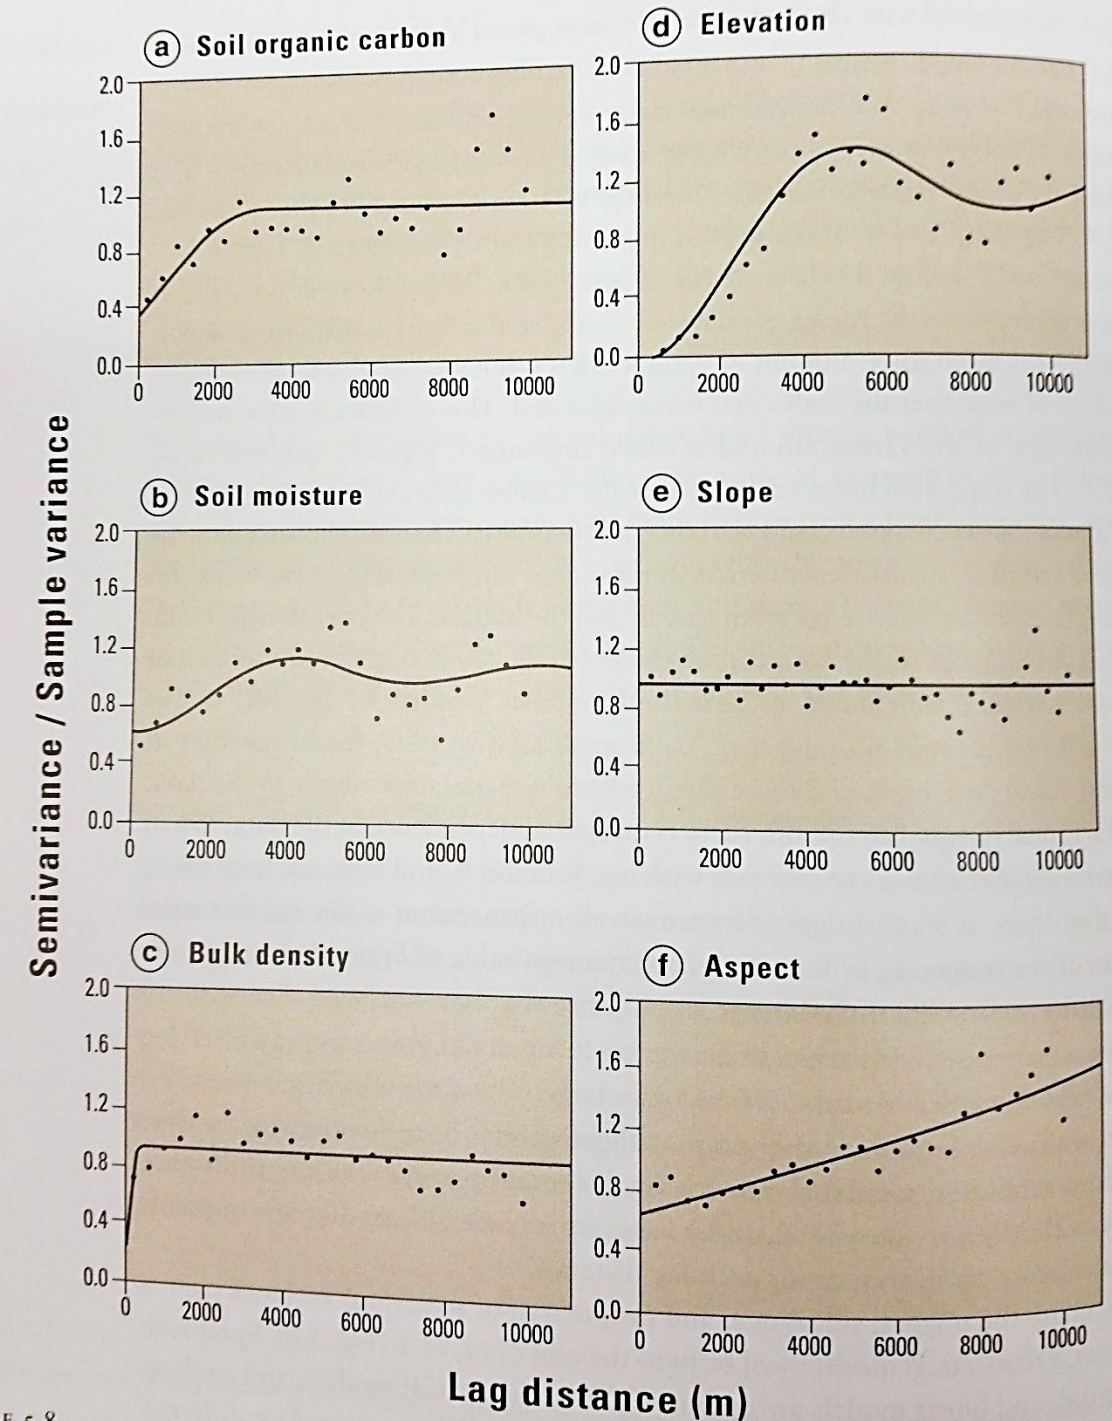 a Soil organic carbon
2.0
1.6
1.2
0.8
0.4
0.0
0 2000 4000 6000 8000 10000
d Elevation
2.0
1.6
1.2
0.8
0.4
0.0
0 2000 4000 6000 8000 10000
b Soil moisture
2.0
1.6
1.2
0.8
0.4
0.0
0 2000 4000 6000 8000 10000
e Slope
2.0
1.6
1.2
0.8
0.4
0.0
0 2000 4000 6000 8000 10000
c Bulk density
2.0
1.6
1.2
0.8
0.4
0.0
0 2000 4000 6000 8000 10000
f Aspect
2.0
1.6
1.2
0.8
0.4
0.0
0 2000 4000 6000 8000 10000
Semivariance / Sample variance
Lag distance (m)